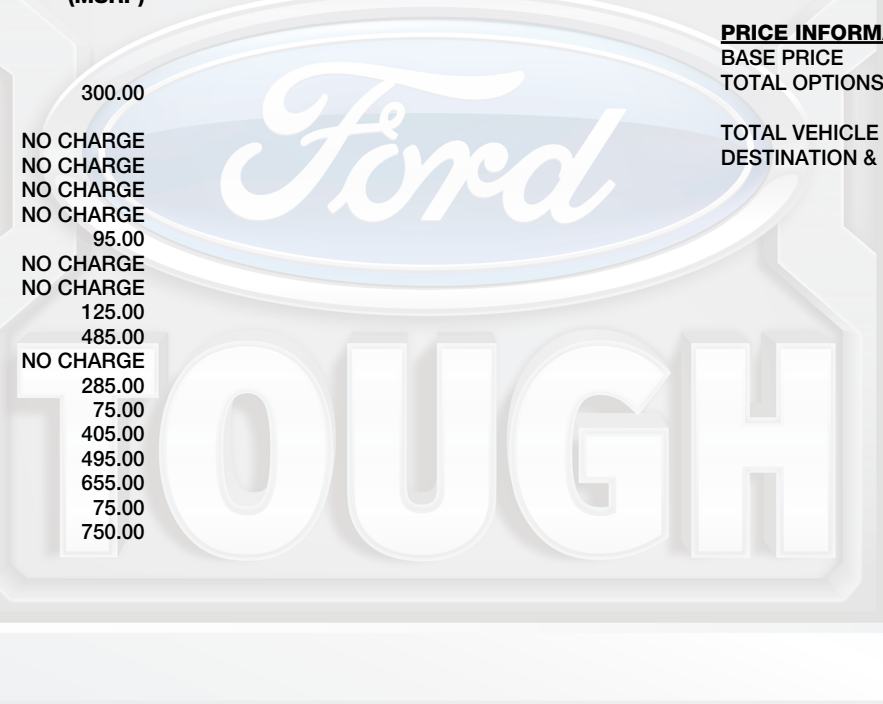 (MSRP)
300.00
NO CHARGE
NO CHARGE
NO CHARGE
NO CHARGE
95.00
NO CHARGE
NO CHARGE
125.00
485.00
NO CHARGE
285.00
75.00
405.00
495.00
655.00
75.00
750.00
PRICE INFORMA
BASE PRICE
TOTAL OPTIONS
TOTAL VEHICLE
DESTINATION &
Ford
TOUGH